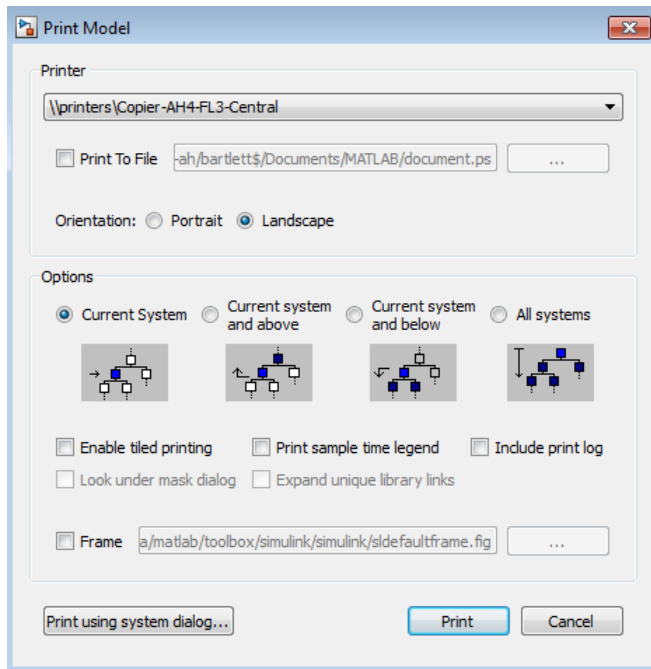 Print Model
Printer
\\printers\Copier-AH4-FL3-Central
Print To File
-ah/bartlett$/Documents/MATLAB/document.ps
...
Orientation:
Portrait
Landscape
Options
Current System
Current system
and above
Current system
and below
All systems
Enable tiled printing
Print sample time legend
Include print log
Look under mask dialog
Expand unique library links
Frame
a/matlab/toolbox/simulink/simulink/sldefaultframe.fig
...
Print using system dialog...
Print
Cancel